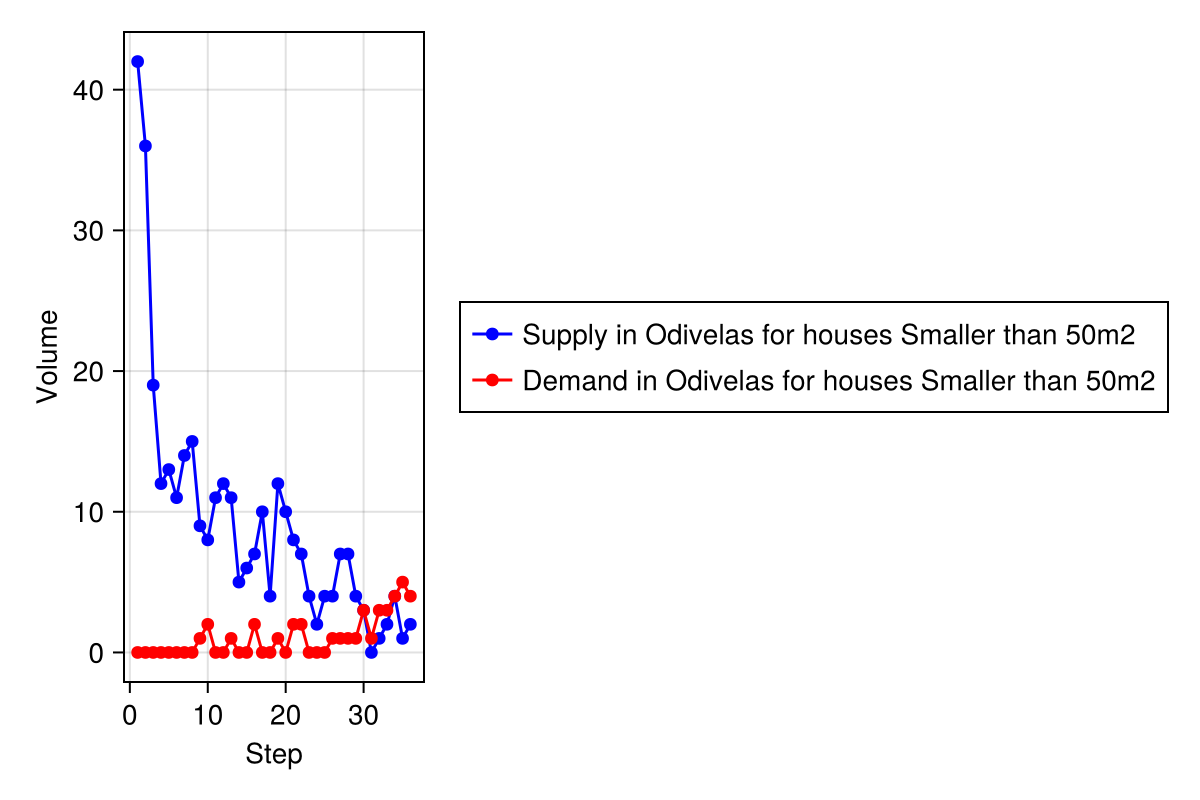 Volume
40
30
20
10
0
0 10 20 30
Step
Supply in Odivelas for houses Smaller than 50m2
Demand in Odivelas for houses Smaller than 50m2